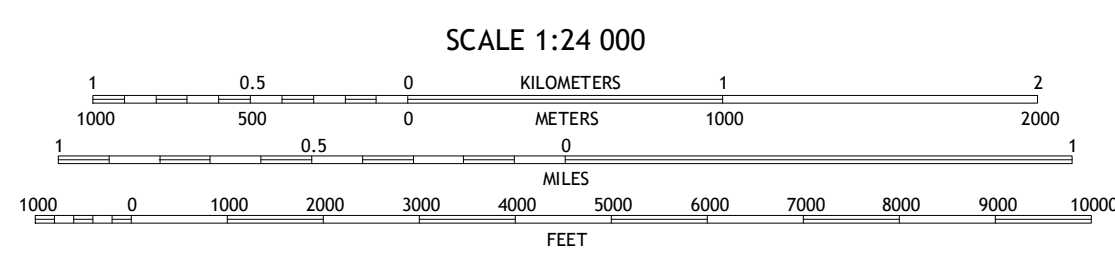 SCALE 1:24 000
1 0.5 0 KILOMETERS 1 2
1000 500 0 METERS 1000 2000
1 0.5 0 1
MILES
1000 0 1000 2000 3000 4000 5000 6000 7000 8000 9000 10000
FEET